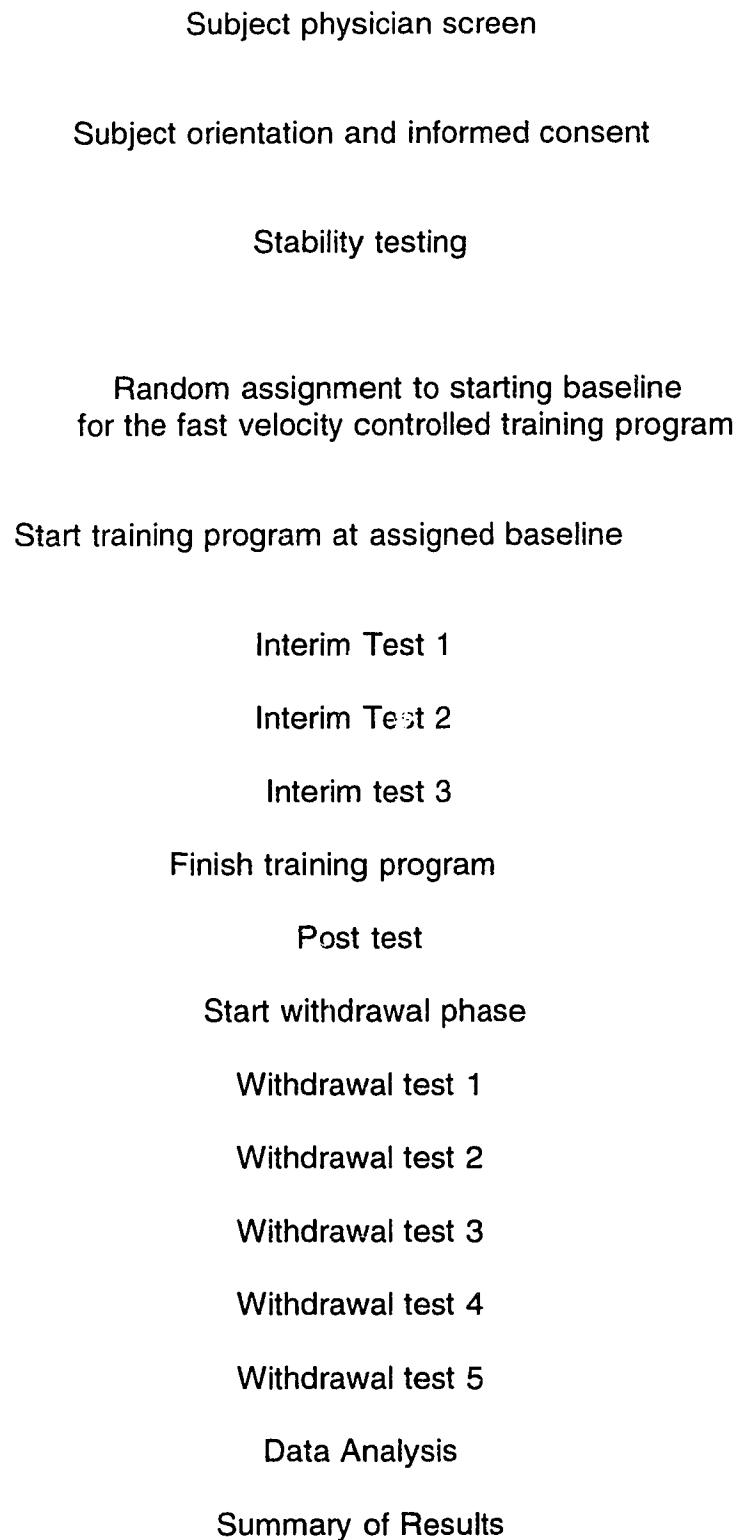 Subject physician screen
Subject orientation and informed consent
Stability testing
Random assignment to starting baseline
for the fast velocity controlled training program
Start training program at assigned baseline
Interim Test 1
Interim Test 2
Interim test 3
Finish training program
Post test
Start withdrawal phase
Withdrawal test 1
Withdrawal test 2
Withdrawal test 3
Withdrawal test 4
Withdrawal test 5
Data Analysis
Summary of Results